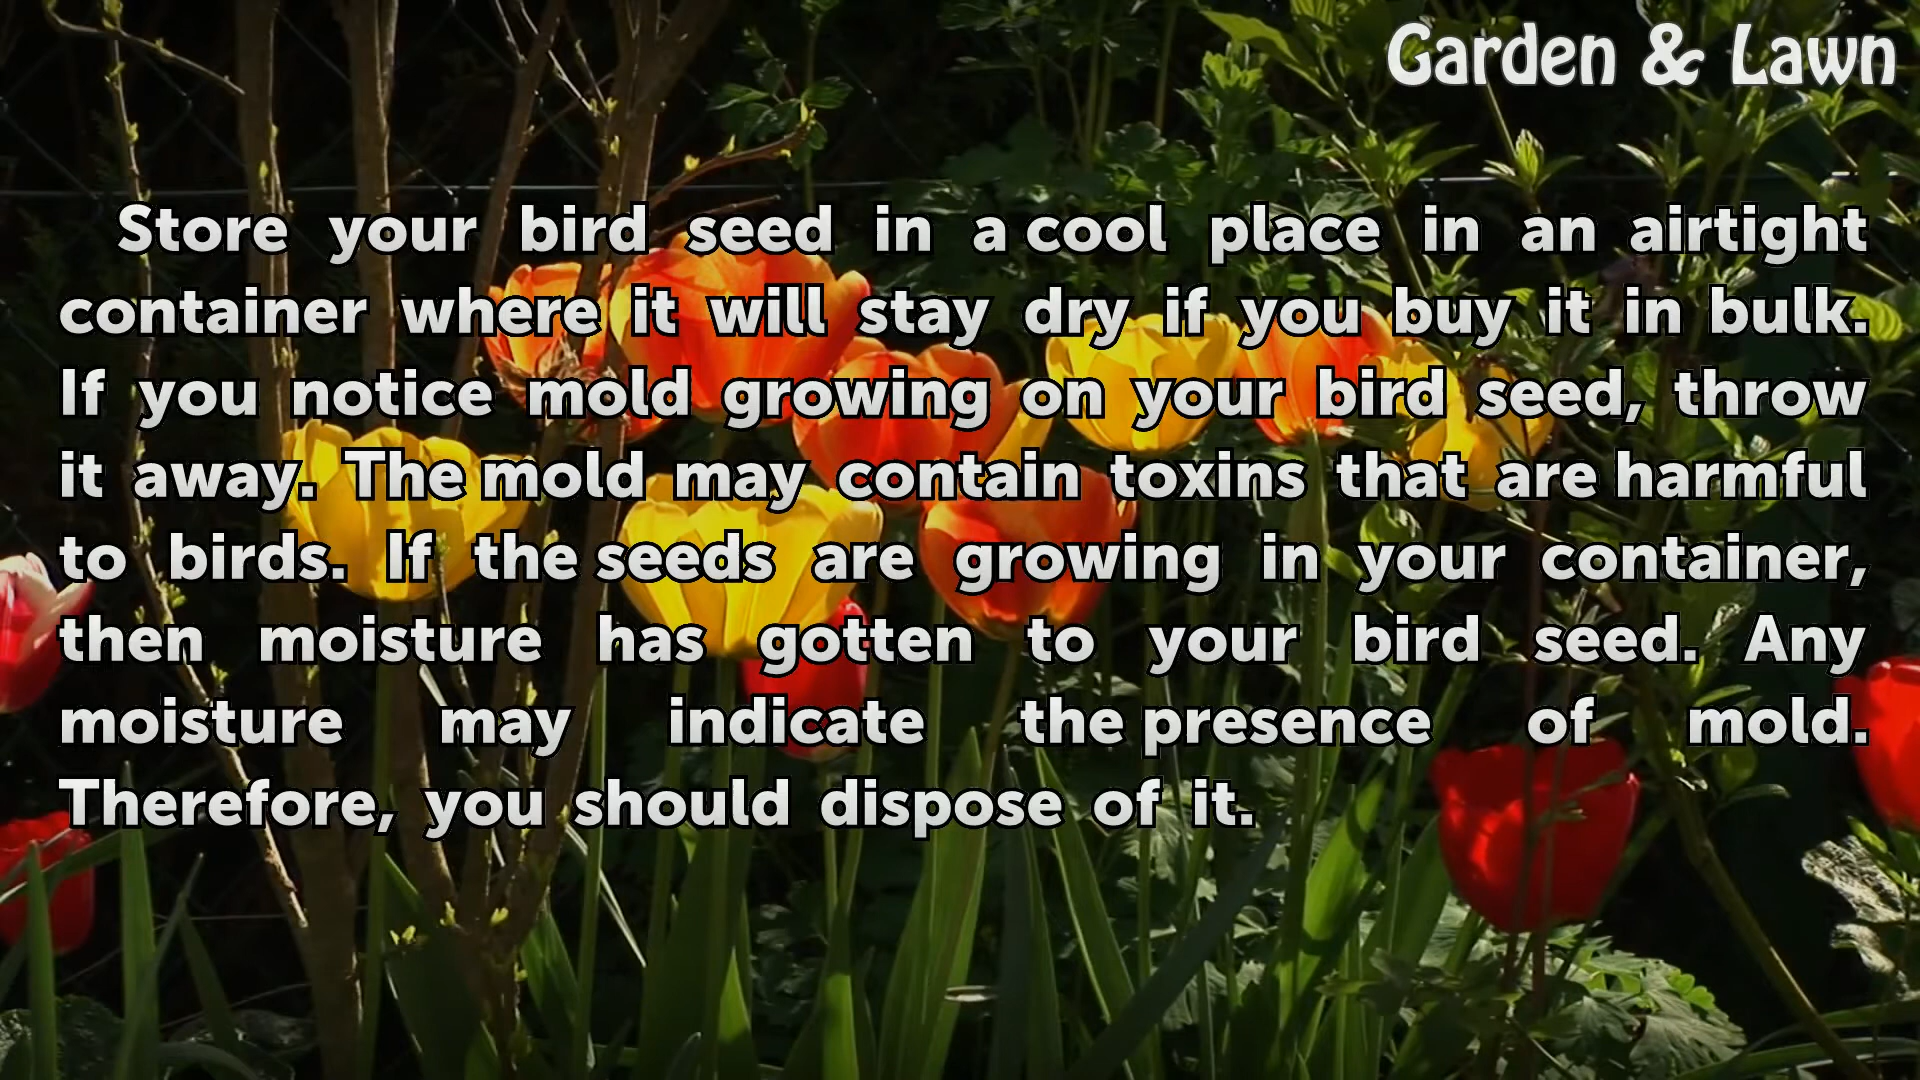 Garden & Lawn
Store your bird seed in a cool place in an airtight
container where it will stay dry if you buy it in bulk.
If you notice mold growing on your bird seed, throw
it away. The mold may contain toxins that are harmful
to birds. If the seeds are growing in your container,
then moisture has gotten to your bird seed. Any
moisture may indicate the presence of mold.
Therefore, you should dispose of it.